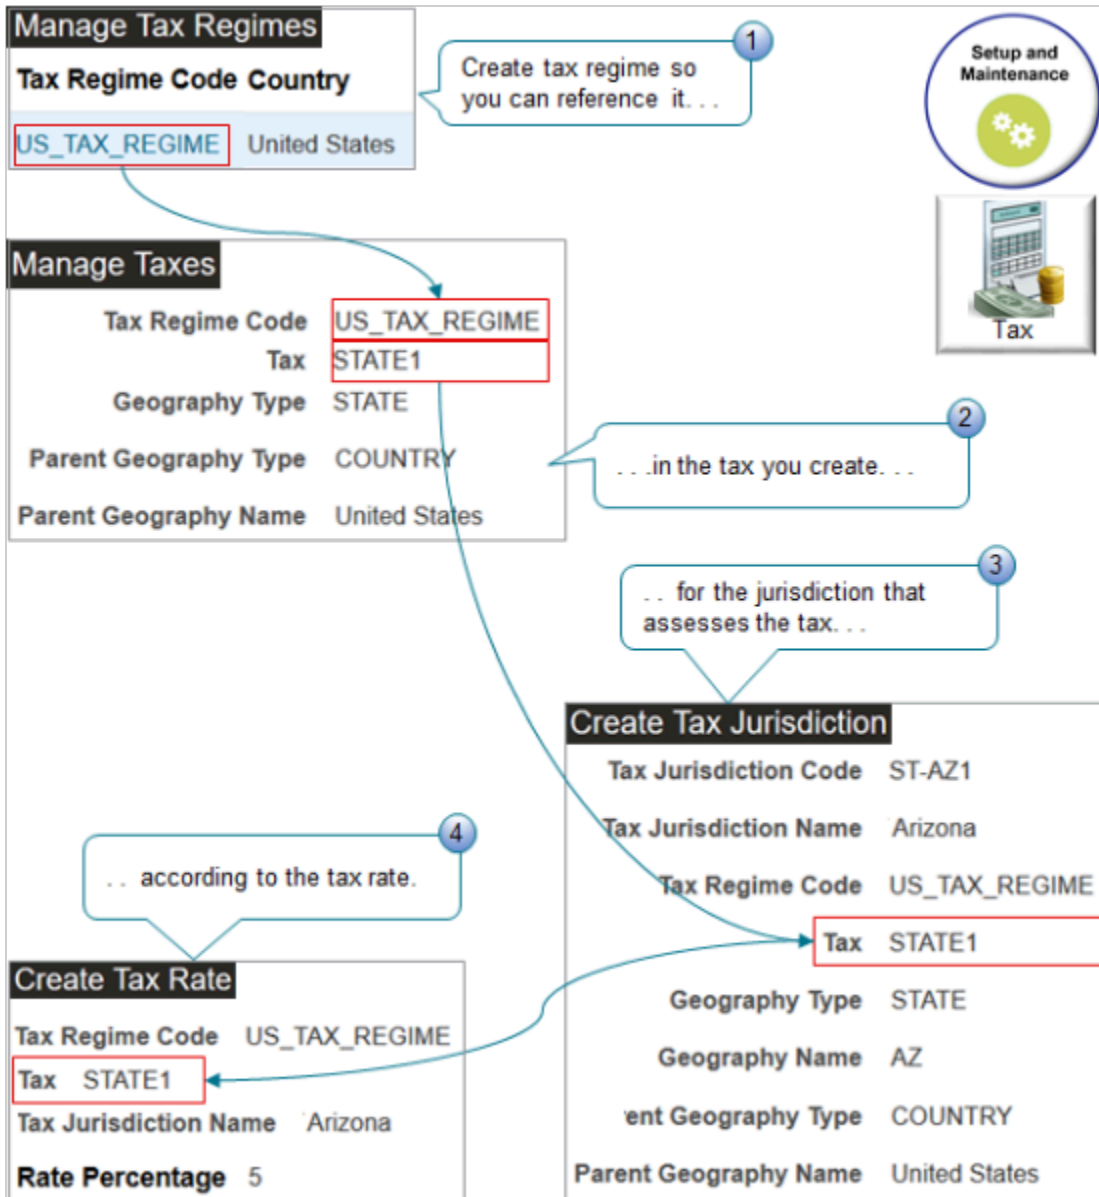 Manage Tax Regimes
Tax Regime Code Country
US_TAX_REGIME United States
1
Create tax regime so
you can reference it. . .
Setup and
Maintenance
Tax
Manage Taxes
Tax Regime Code US_TAX_REGIME
Tax STATE1
Geography Type STATE
Parent Geography Type COUNTRY
Parent Geography Name United States
2
. . .in the tax you create. . .
3
. . for the jurisdiction that
assesses the tax. . .
Create Tax Jurisdiction
Tax Jurisdiction Code ST-AZ1
Tax Jurisdiction Name Arizona
Tax Regime Code US_TAX_REGIME
Tax STATE1
Geography Type STATE
Geography Name AZ
ent Geography Type COUNTRY
Parent Geography Name United States
4
. . according to the tax rate.
Create Tax Rate
Tax Regime Code US_TAX_REGIME
Tax STATE1
Tax Jurisdiction Name Arizona
Rate Percentage 5